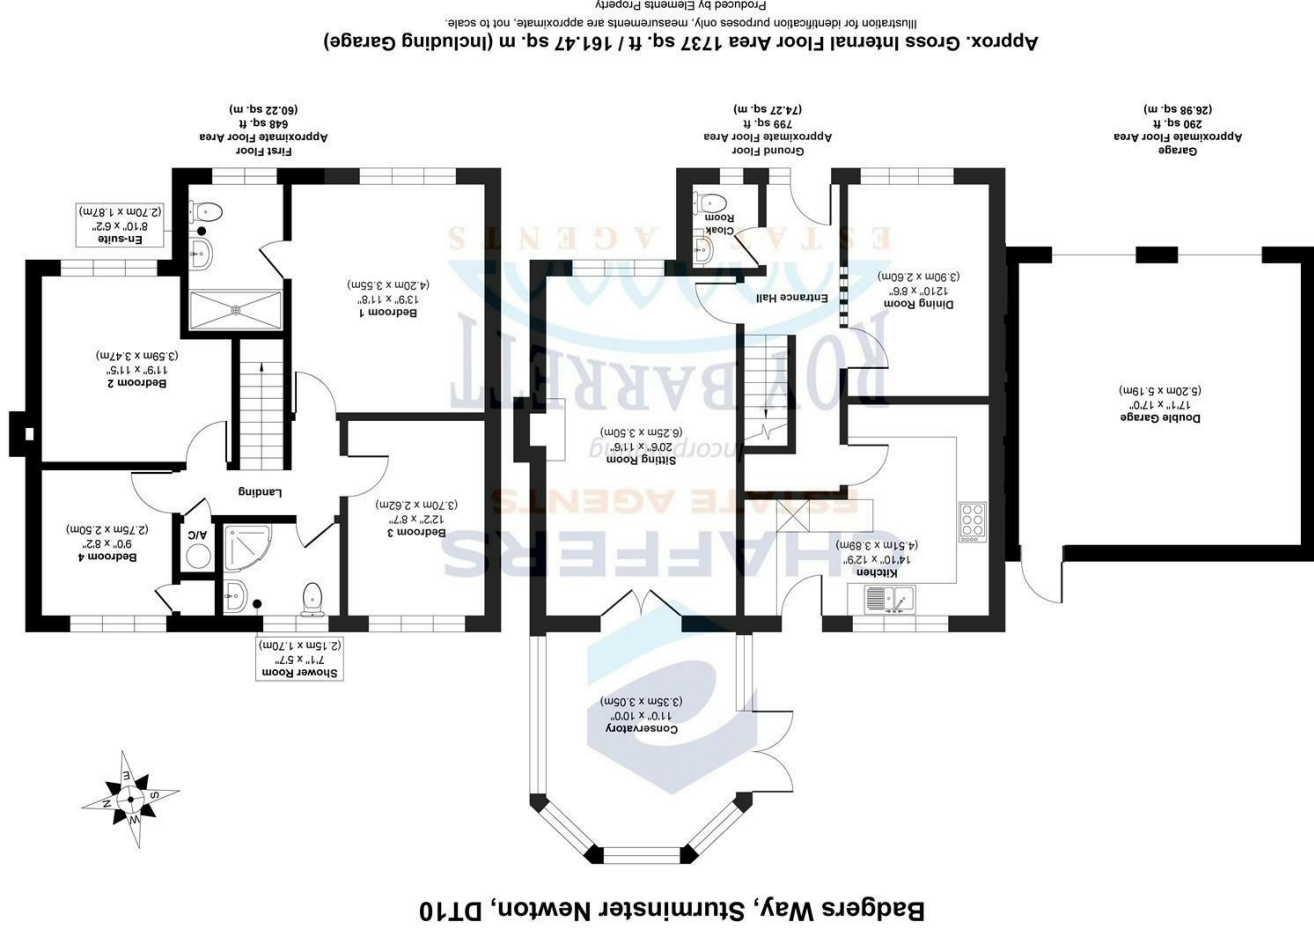 Badgers Way, Sturminster Newton, DT10
W
N
S
E
Conservatory
11'0" x 10'0"
(3.35m x 3.05m)
Kitchen
14'10" x 12'9"
(4.51m x 3.89m)
Sitting Room
20'6" x 11'6"
(6.25m x 3.50m)
Dining Room
12'10" x 8'6"
(3.90m x 2.60m)
Entrance Hall
Cloak
Room
Double Garage
17'1" x 17'0"
(5.20m x 5.19m)
Shower Room
7'1" x 5'7"
(2.15m x 1.70m)
Bedroom 3
12'2" x 8'7"
(3.70m x 2.62m)
Bedroom 4
9'0" x 8'2"
(2.75m x 2.50m)
A/C
Landing
Bedroom 1
13'9" x 11'8"
(4.20m x 3.55m)
Bedroom 2
11'9" x 11'5"
(3.59m x 3.47m)
En-suite
8'10" x 6'2"
(2.70m x 1.87m)
CHAFFERS
ESTATE AGENTS
Incorporating
ROY BARRETT
ESTATE AGENTS
Garage
Approximate Floor Area
290 sq. ft
(26.98 sq. m)
Ground Floor
Approximate Floor Area
799 sq. ft
(74.27 sq. m)
First Floor
Approximate Floor Area
648 sq. ft
(60.22 sq. m)
Approx. Gross Internal Floor Area 1737 sq. ft / 161.47 sq. m (Including Garage)
Illustration for identification purposes only, measurements are approximate, not to scale.
Produced by Elements Property